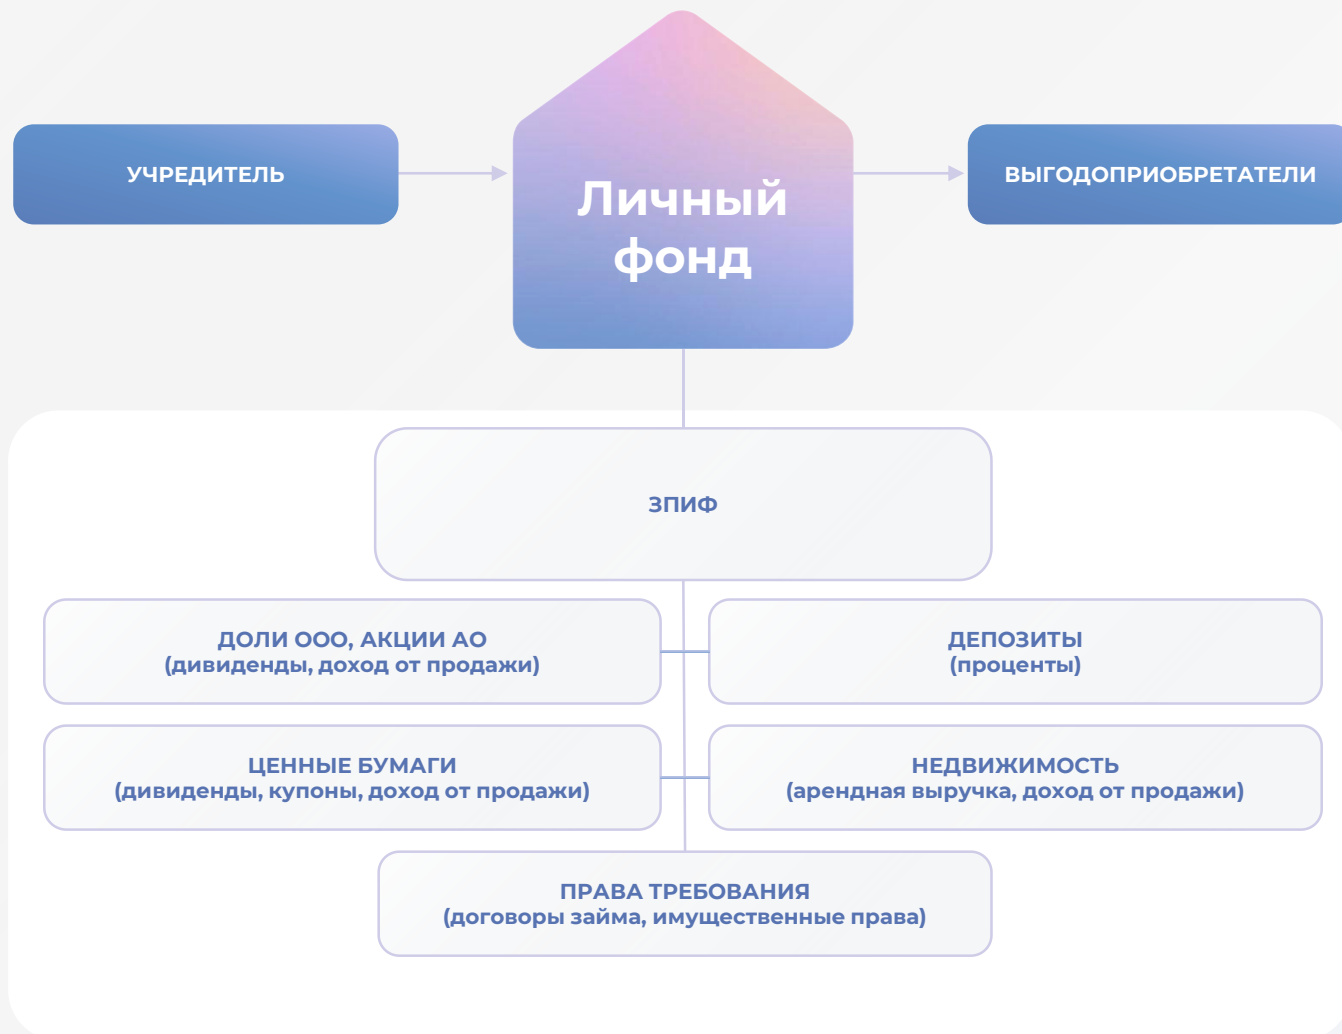 УЧРЕДИТЕЛЬ
Личный
фонд
ВЫГОДОПРИОБРЕТАТЕЛИ
ЗПИФ
ДОЛИ ООО, АКЦИИ АО
(дивиденды, доход от продажи)
ДЕПОЗИТЫ
(проценты)
ЦЕННЫЕ БУМАГИ
(дивиденды, купоны, доход от продажи)
НЕДВИЖИМОСТЬ
(арендная выручка, доход от продажи)
ПРАВА ТРЕБОВАНИЯ
(договоры займа, имущественные права)